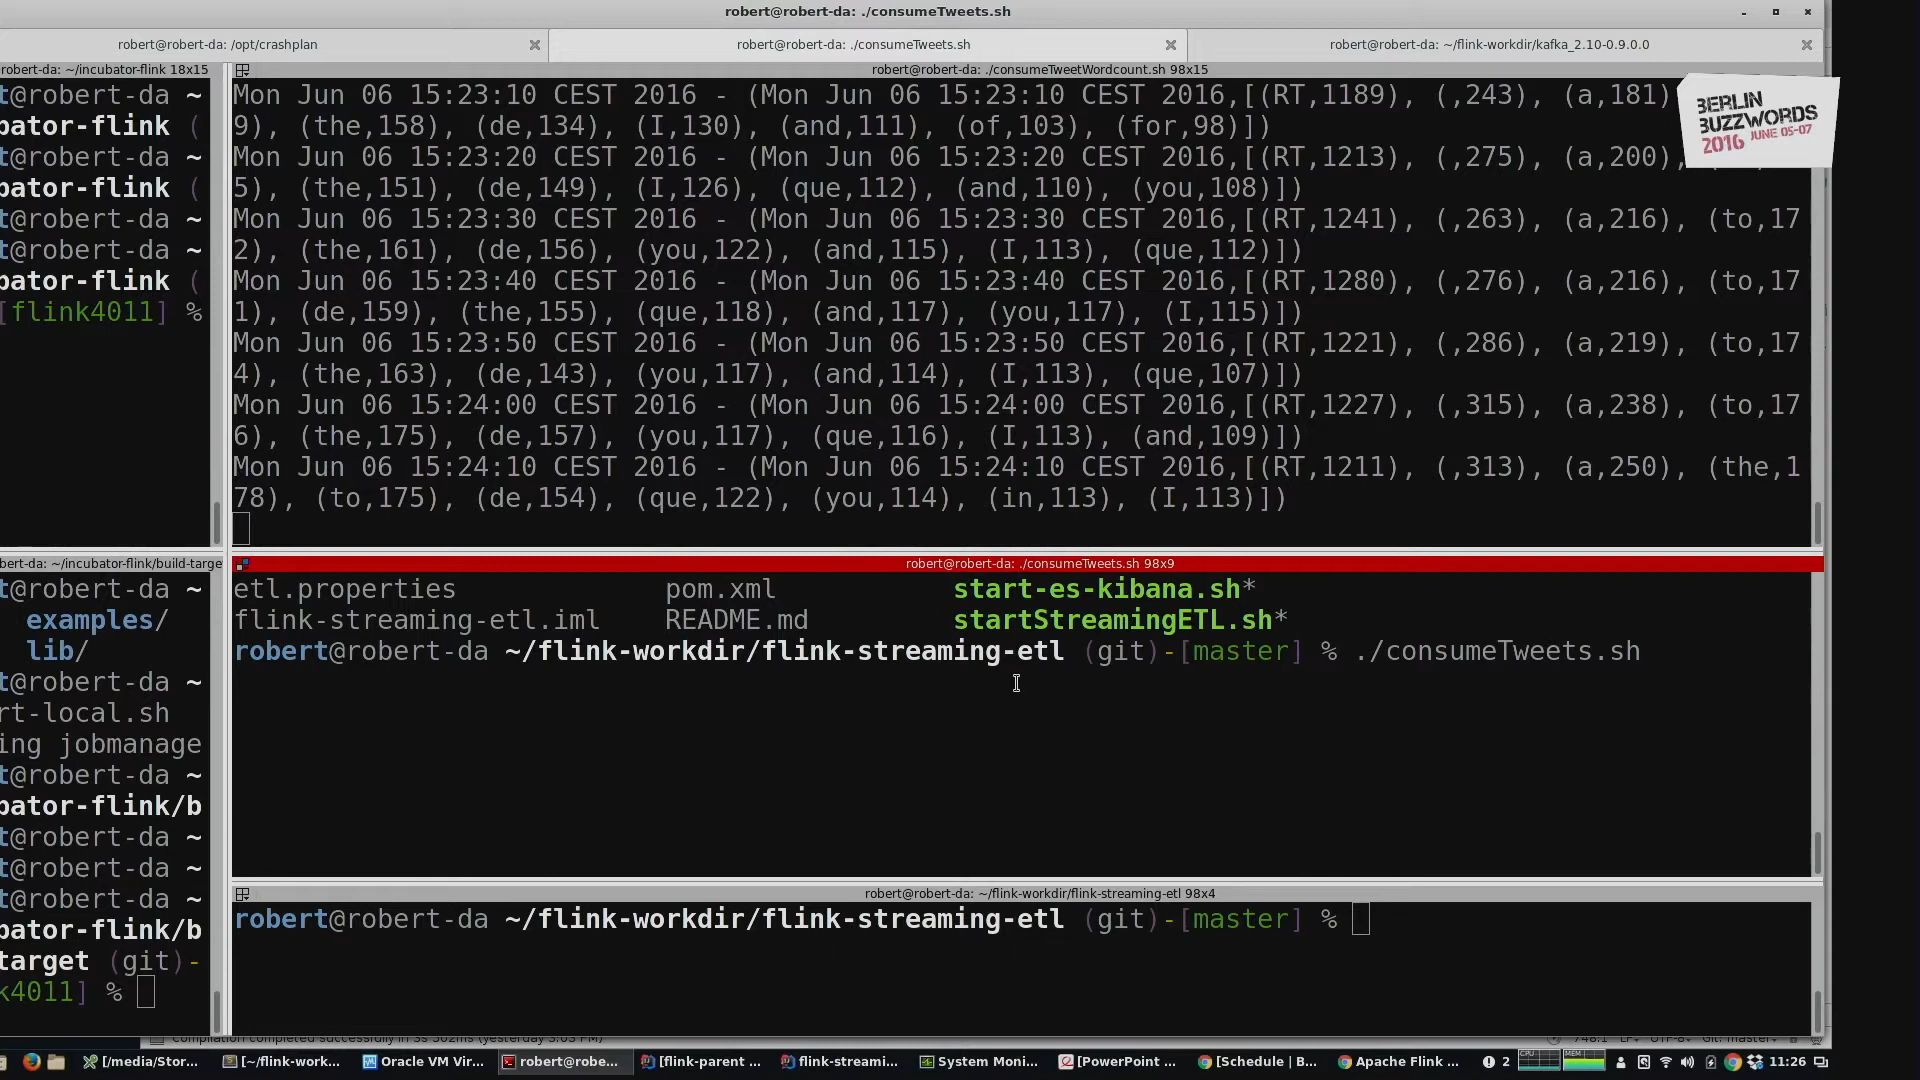 robert@robert-da: ./consumeTweets.sh
robert@robert-da: /opt/crashplan
robert@robert-da: ./consumeTweets.sh
robert@robert-da: ~/flink-workdir/kafka_2.10-0.9.0.0
robert-da: ~/incubator-flink 18x15
t@robert-da ~
pator-flink (
t@robert-da ~
pator-flink (
t@robert-da ~
t@robert-da ~
pator-flink (
[flink4011] %
robert@robert-da: ./consumeTweetWordcount.sh 98x15
Mon Jun 06 15:23:10 CEST 2016 - (Mon Jun 06 15:23:10 CEST 2016,[(RT,1189), (,243), (a,181)
9), (the,158), (de,134), (I,130), (and,111), (of,103), (for,98)])
Mon Jun 06 15:23:20 CEST 2016 - (Mon Jun 06 15:23:20 CEST 2016,[(RT,1213), (,275), (a,200),
5), (the,151), (de,149), (I,126), (que,112), (and,110), (you,108)])
Mon Jun 06 15:23:30 CEST 2016 - (Mon Jun 06 15:23:30 CEST 2016,[(RT,1241), (,263), (a,216), (to,17
2), (the,161), (de,156), (you,122), (and,115), (I,113), (que,112)])
Mon Jun 06 15:23:40 CEST 2016 - (Mon Jun 06 15:23:40 CEST 2016,[(RT,1280), (,276), (a,216), (to,17
1), (de,159), (the,155), (que,118), (and,117), (you,117), (I,115)])
Mon Jun 06 15:23:50 CEST 2016 - (Mon Jun 06 15:23:50 CEST 2016,[(RT,1221), (,286), (a,219), (to,17
4), (the,163), (de,143), (you,117), (and,114), (I,113), (que,107)])
Mon Jun 06 15:24:00 CEST 2016 - (Mon Jun 06 15:24:00 CEST 2016,[(RT,1227), (,315), (a,238), (to,17
6), (the,175), (de,157), (you,117), (que,116), (I,113), (and,109)])
Mon Jun 06 15:24:10 CEST 2016 - (Mon Jun 06 15:24:10 CEST 2016,[(RT,1211), (,313), (a,250), (the,1
78), (to,175), (de,154), (que,122), (you,114), (in,113), (I,113)])
BERLIN
BUZZWORDS
2016 JUNE 05-07
bert-da: ~/incubator-flink/build-targe
t@robert-da ~
examples/
lib/
t@robert-da ~
rt-local.sh
ing jobmanage
t@robert-da ~
pator-flink/b
t@robert-da ~
t@robert-da ~
t@robert-da ~
pator-flink/b
target (git)-
k4011] %
robert@robert-da: ./consumeTweets.sh 98x9
etl.properties pom.xml start-es-kibana.sh*
flink-streaming-etl.iml README.md startStreamingETL.sh*
robert@robert-da ~/flink-workdir/flink-streaming-etl (git)-[master] % ./consumeTweets.sh
robert@robert-da: ~/flink-workdir/flink-streaming-etl 98x4
robert@robert-da ~/flink-workdir/flink-streaming-etl (git)-[master] %
[/media/Stor... [~/flink-work... Oracle VM Vir... robert@robe... [flink-parent ... flink-streami... System Moni... [PowerPoint ... [Schedule | B... Apache Flink ... 2 CPU MEM 11:26